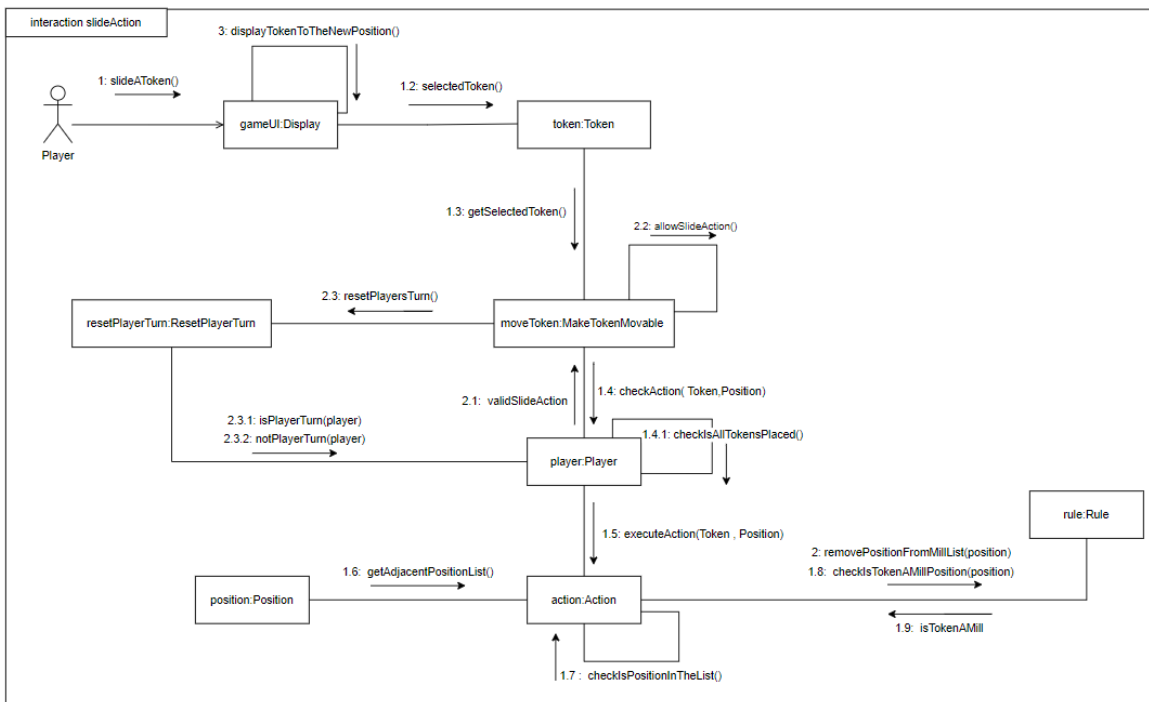 interaction slideAction
3: displayTokenToTheNewPosition()
1: slideAToken()
1.2: selectedToken()
gameUI:Display
token:Token
Player
1.3: getSelectedToken()
2.2: allowSlideAction()
2.3: resetPlayersTurn()
resetPlayerTurn:ResetPlayerTurn
moveToken:MakeTokenMovable
2.1: validSlideAction
1.4: checkAction( Token,Position)
2.3.1: isPlayerTurn(player)
2.3.2: notPlayerTurn(player)
1.4.1: checkIsAllTokensPlaced()
player:Player
rule:Rule
1.5: executeAction(Token , Position)
2: removePositionFromMillList(position)
1.6: getAdjacentPositionList()
1.8: checkIsTokenAMillPosition(position)
position:Position
action:Action
1.9: isTokenAMill
1.7 : checkIsPositionInTheList()